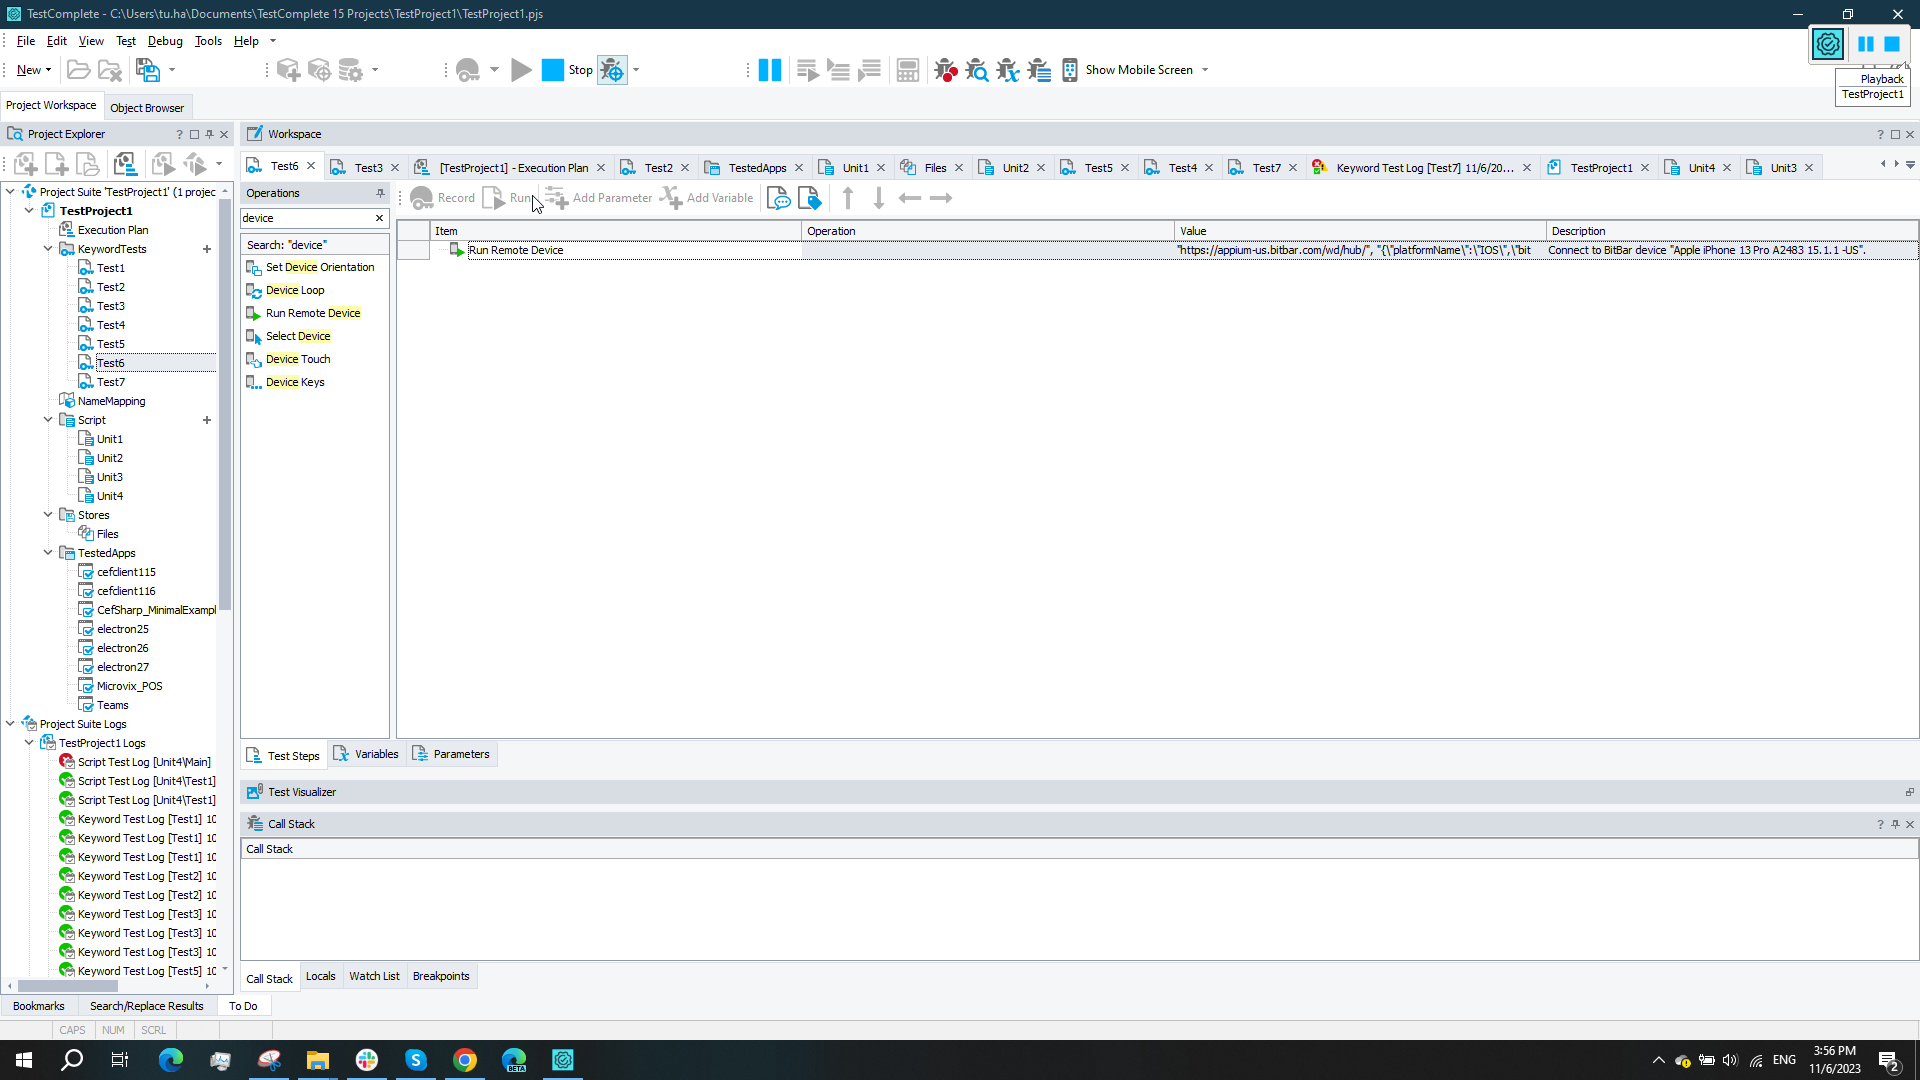 TestComplete - C:\Users\tu.ha\Documents\TestComplete 15 Projects\TestProject1\TestProject1.pjs
File Edit View Test Debug Tools Help
New Stop Show Mobile Screen
Playback
TestProject1
Project Workspace Object Browser
Project Explorer
Workspace
Test6 Test3 [TestProject1] - Execution Plan Test2 TestedApps Unit1 Files Unit2 Test5 Test4 Test7 Keyword Test Log [Test7] 11/6/20... TestProject1 Unit4 Unit3
Project Suite 'TestProject1' (1 projec
TestProject1
Execution Plan
KeywordTests
Test1
Test2
Test3
Test4
Test5
Test6
Test7
NameMapping
Script
Unit1
Unit2
Unit3
Unit4
Stores
Files
TestedApps
cefclient115
cefclient116
CefSharp_MinimalExampl
electron25
electron26
electron27
Microvix_POS
Teams
Project Suite Logs
TestProject1 Logs
Script Test Log [Unit4\Main]
Script Test Log [Unit4\Test1]
Script Test Log [Unit4\Test1]
Keyword Test Log [Test1] 10
Keyword Test Log [Test1] 10
Keyword Test Log [Test1] 10
Keyword Test Log [Test2] 10
Keyword Test Log [Test2] 10
Keyword Test Log [Test3] 10
Keyword Test Log [Test3] 10
Keyword Test Log [Test3] 10
Keyword Test Log [Test5] 10
Operations
device
Search: "device"
Set Device Orientation
Device Loop
Run Remote Device
Select Device
Device Touch
Device Keys
Record Run Add Parameter Add Variable
Item Operation Value Description
Run Remote Device "https://appium-us.bitbar.com/wd/hub/", "{\"platformName\":\"IOS\",\"bit Connect to BitBar device "Apple iPhone 13 Pro A2483 15.1.1 -US".
Test Steps Variables Parameters
Test Visualizer
Call Stack
Call Stack
Call Stack Locals Watch List Breakpoints
Bookmarks Search/Replace Results To Do
CAPS NUM SCRL
BETA
ENG
3:56 PM
11/6/2023
2